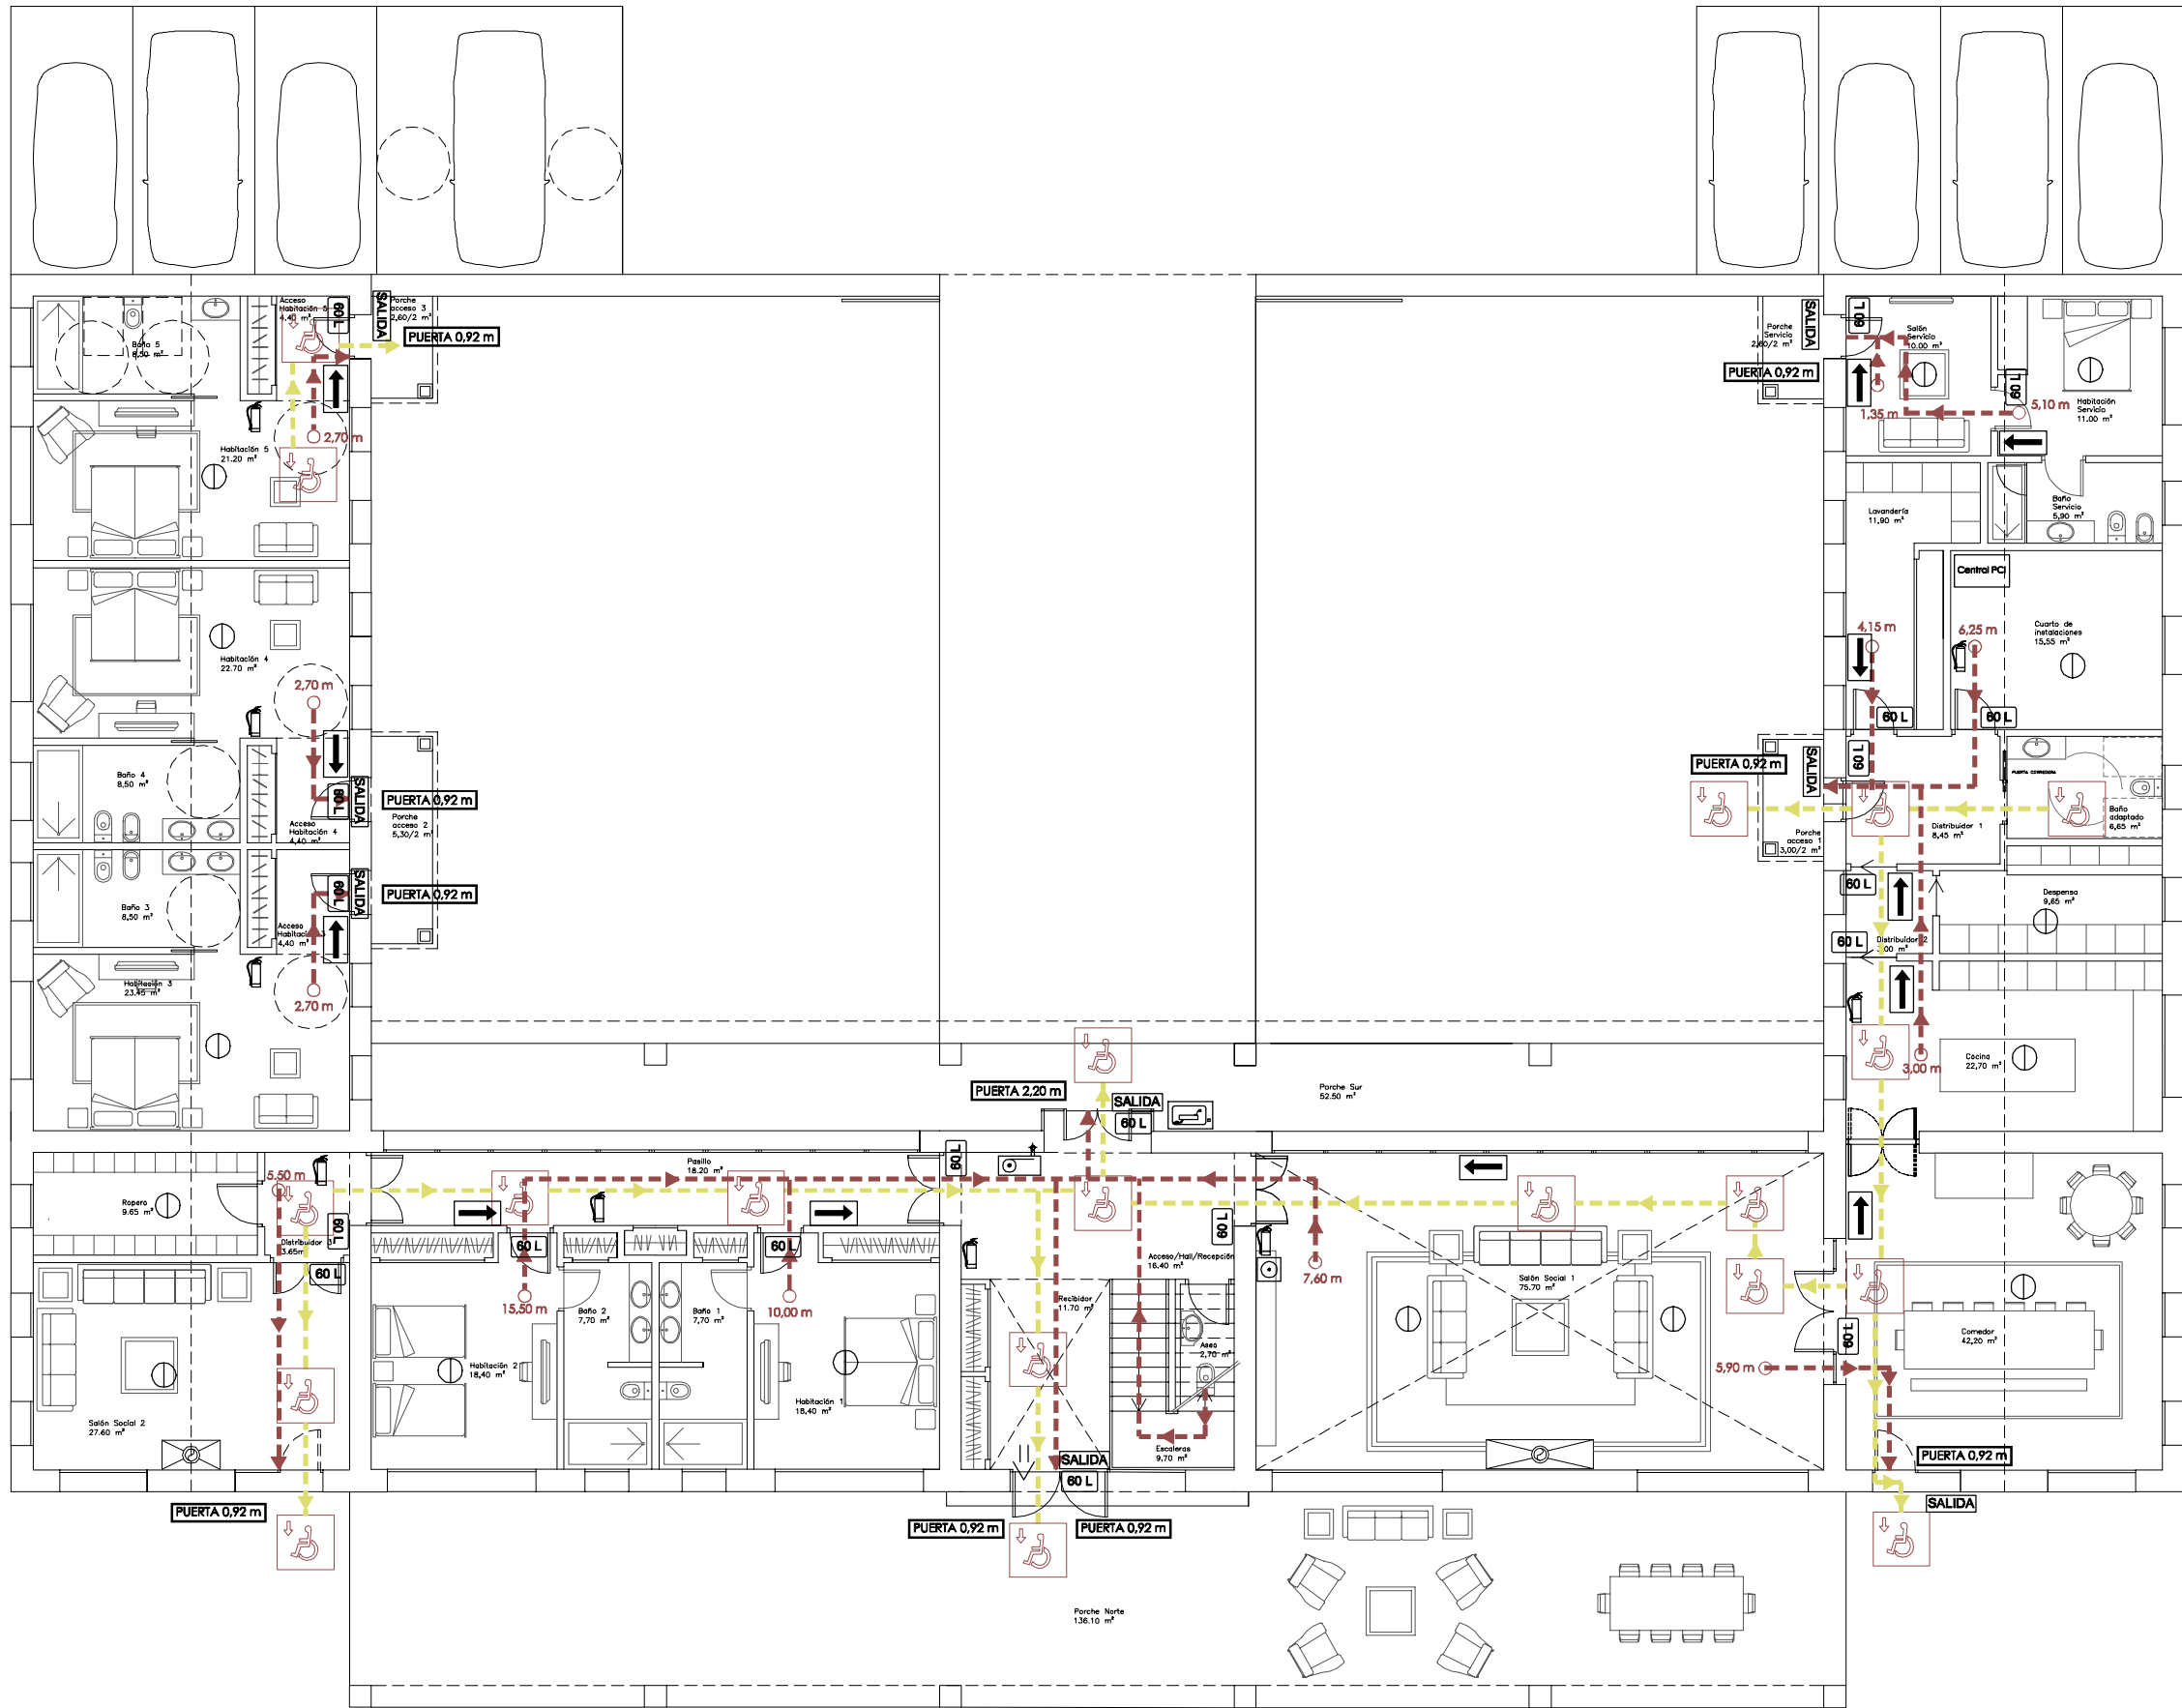 Acceso
Habitación 5
4,40 m²
60 L
SALIDA
Porche
acceso 3
2,60/2 m²
PUERTA 0,92 m
Baño 5
8,50 m²
2,70 m
Habitación 5
21.20 m²
Habitación 4
22.70 m²
2,70 m
Baño 4
8,50 m²
Acceso
Habitación 4
4,40 m²
60 L
SALIDA
PUERTA 0,92 m
Porche
acceso 2
5,30/2 m²
60 L
SALIDA
PUERTA 0,92 m
Baño 3
8,50 m²
Acceso
4,40 m²
Habitación 3
23.45 m²
2,70 m
Porche
Servicio
2,60/2 m²
SALIDA
PUERTA 0,92 m
60 L
Salón
Servicio
10.00 m²
1,35 m
60 L
5,10 m
Habitación
Servicio
11.00 m²
Lavandería
11,90 m²
Baño
Servicio
5,90 m²
Central PCI
4,15 m
6,25 m
Cuarto de
instalaciones
15,55 m²
60 L
60 L
60 L
SALIDA
PUERTA 0,92 m
PUERTA CORREDERA
Baño
adaptado
6,65 m²
Distribuidor 1
8,45 m²
Porche
acceso 1
3,00/2 m²
60 L
Despensa
9,65 m²
60 L
Distribuidor 2
Cocina
22,70 m²
3,00 m
PUERTA 2,20 m
SALIDA
60 L
Porche Sur
52.50 m²
Ropero
9.65 m²
5,50 m
Distribuidor 3
3.65m
60 L
60 L
Pasillo
18.20 m²
60 L
60 L
60 L
15,50 m
10,00 m
Baño 2
7,70 m²
Baño 1
7,70 m²
Habitación 2
18,40 m²
Habitación 1
18,40 m²
Salón Social 2
27.60 m²
PUERTA 0,92 m
60 L
Acceso/Hall/Recepción
16.40 m²
7,60 m
Recibidor
11.70 m²
Aseo
2,70 m²
Escaleras
9,70 m²
SALIDA
60 L
PUERTA 0,92 m
PUERTA 0,92 m
Salón Social 1
75.70 m²
5,90 m
60 L
Comedor
42,20 m²
PUERTA 0,92 m
SALIDA
Porche Norte
136.10 m²